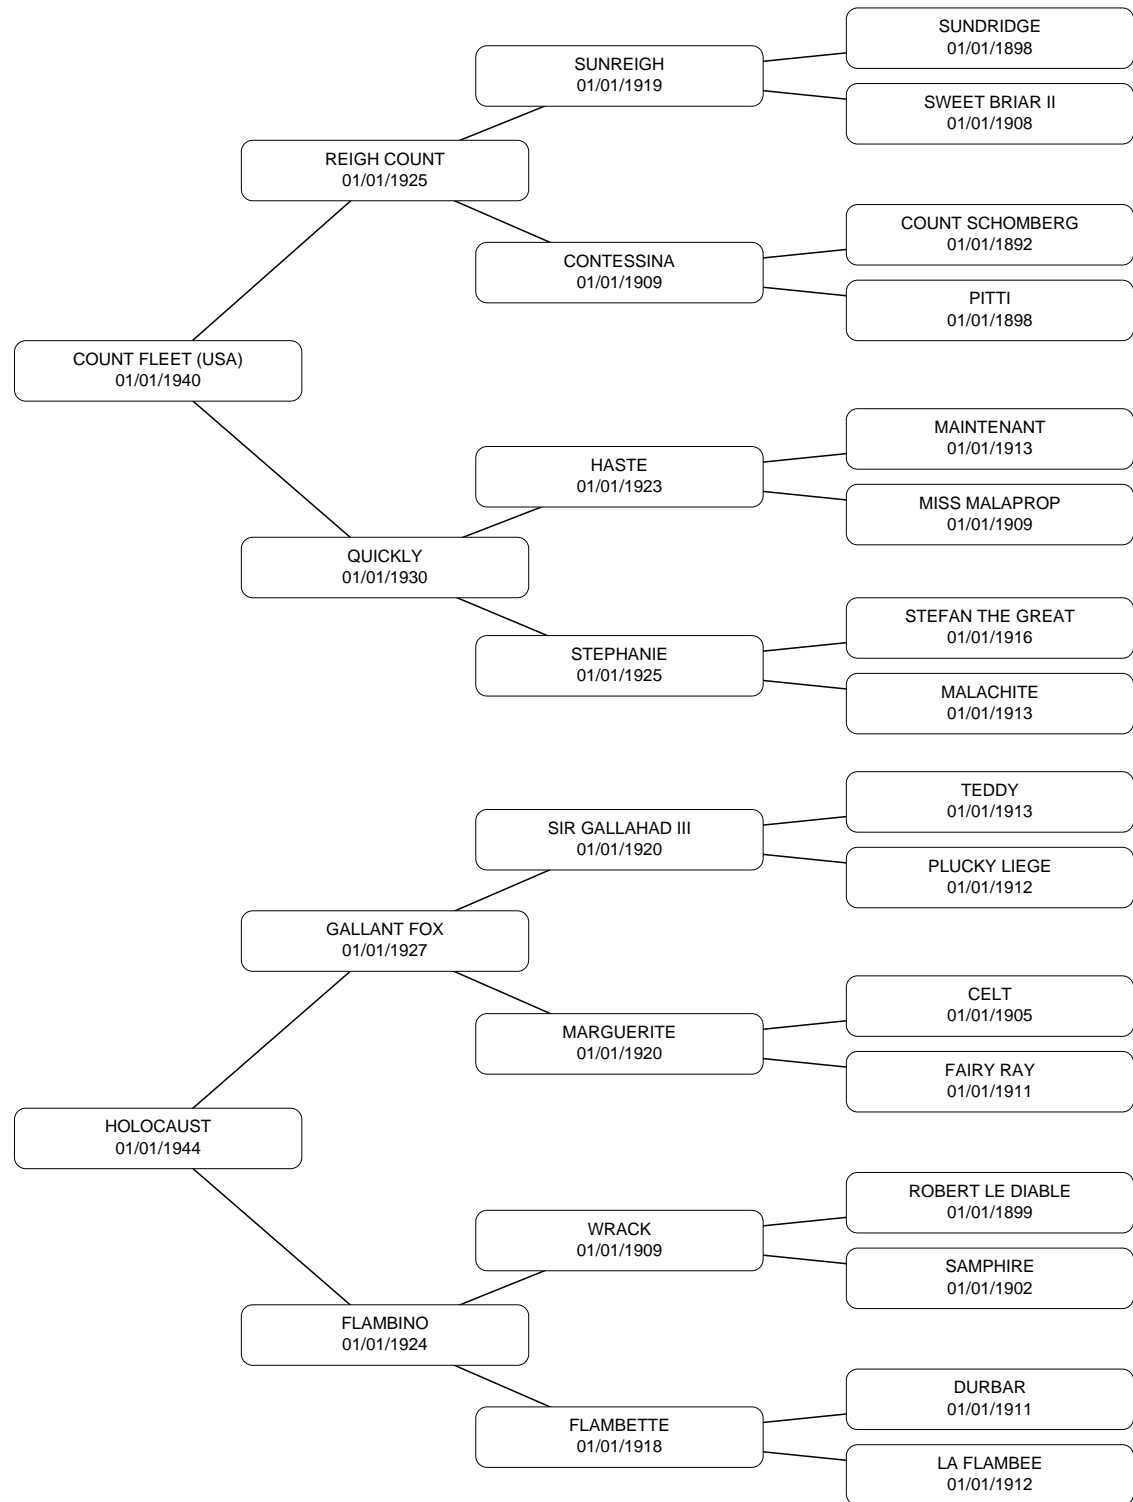 SUNDRIDGE
01/01/1898
SUNREIGH
01/01/1919
SWEET BRIAR II
01/01/1908
REIGH COUNT
01/01/1925
COUNT SCHOMBERG
01/01/1892
CONTESSINA
01/01/1909
PITTI
01/01/1898
COUNT FLEET (USA)
01/01/1940
MAINTENANT
01/01/1913
HASTE
01/01/1923
MISS MALAPROP
01/01/1909
QUICKLY
01/01/1930
STEFAN THE GREAT
01/01/1916
STEPHANIE
01/01/1925
MALACHITE
01/01/1913
TEDDY
01/01/1913
SIR GALLAHAD III
01/01/1920
PLUCKY LIEGE
01/01/1912
GALLANT FOX
01/01/1927
CELT
01/01/1905
MARGUERITE
01/01/1920
FAIRY RAY
01/01/1911
HOLOCAUST
01/01/1944
ROBERT LE DIABLE
01/01/1899
WRACK
01/01/1909
SAMPHIRE
01/01/1902
FLAMBINO
01/01/1924
DURBAR
01/01/1911
FLAMBETTE
01/01/1918
LA FLAMBEE
01/01/1912